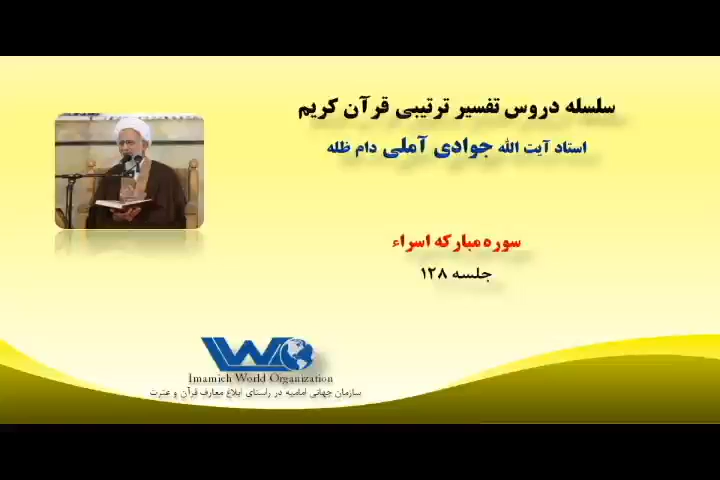 سلسله دروس تفسیر ترتیبی قرآن کریم
استاد آیت الله جوادی آملی دام ظله
سوره مبارکه اسراء
جلسه ۱۲۸
IWO
Imamieh World Organization
سازمان جهانی امامیه در راستای ابلاغ معارف قرآن و عترت